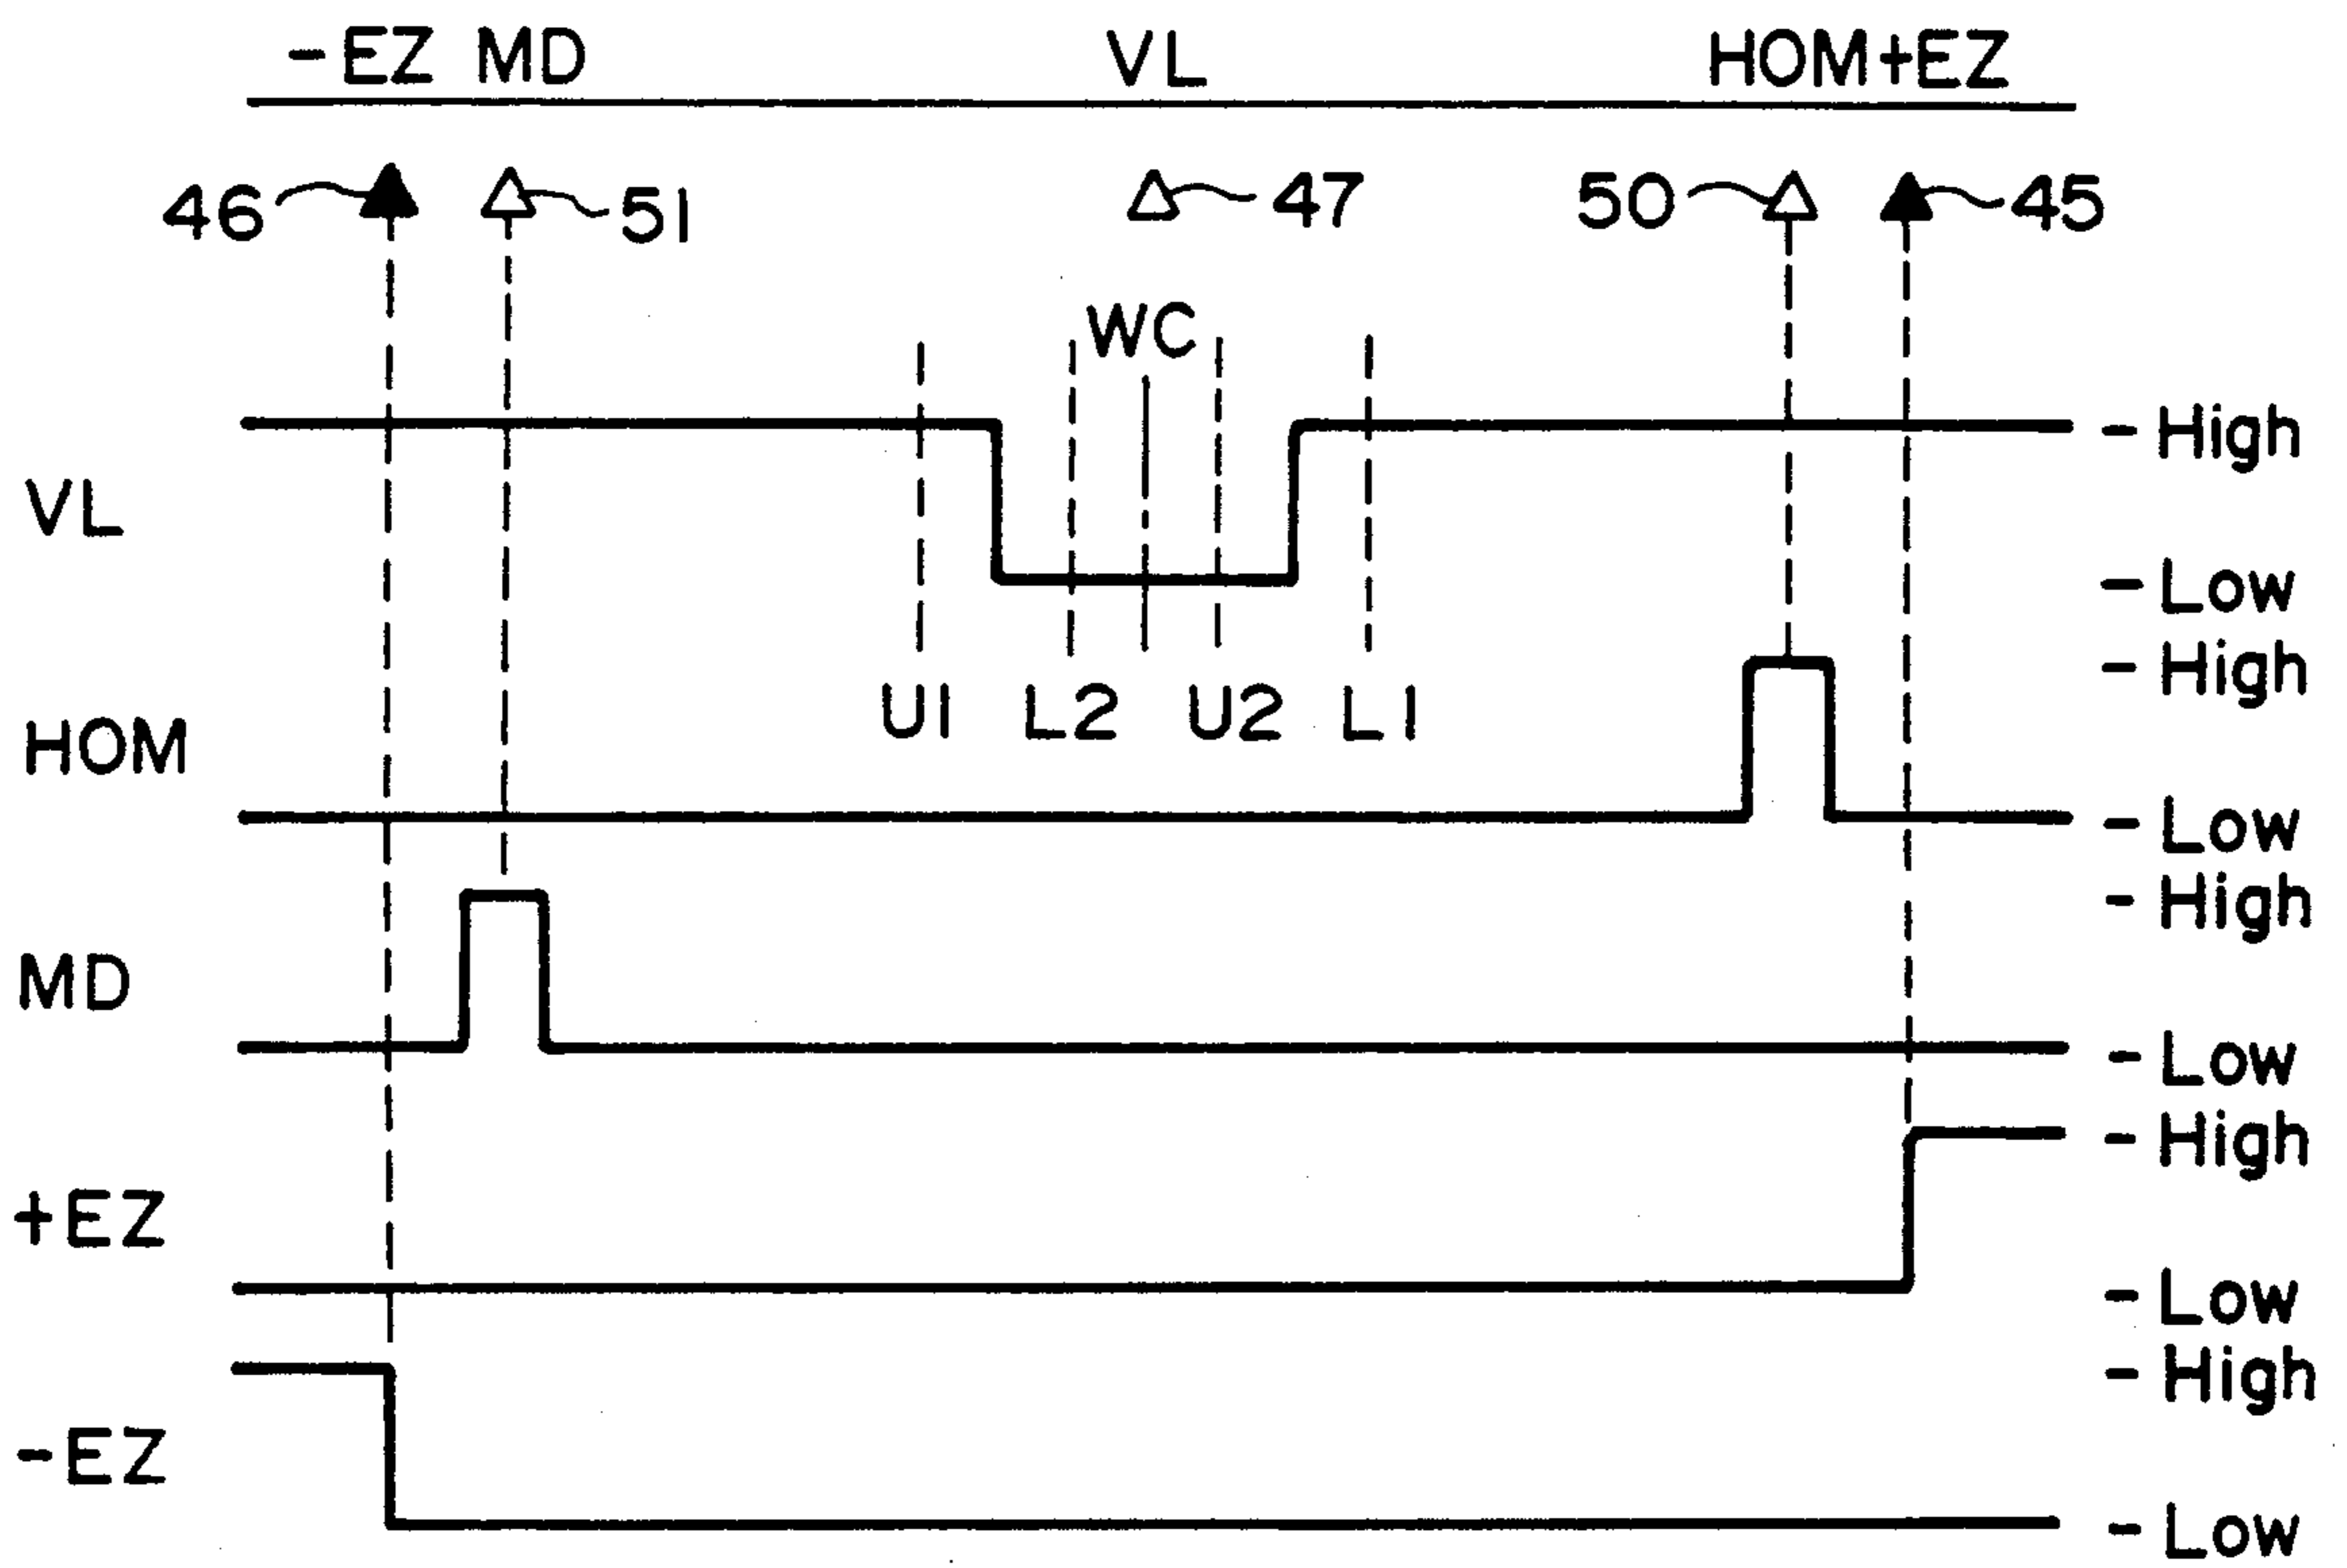 -EZ MD VL HOM+EZ
46 51 47 50 45
WC
High
VL
Low
High
U1 L2 U2 L1
HOM
Low
High
MD
Low
High
+EZ
Low
High
-EZ
Low